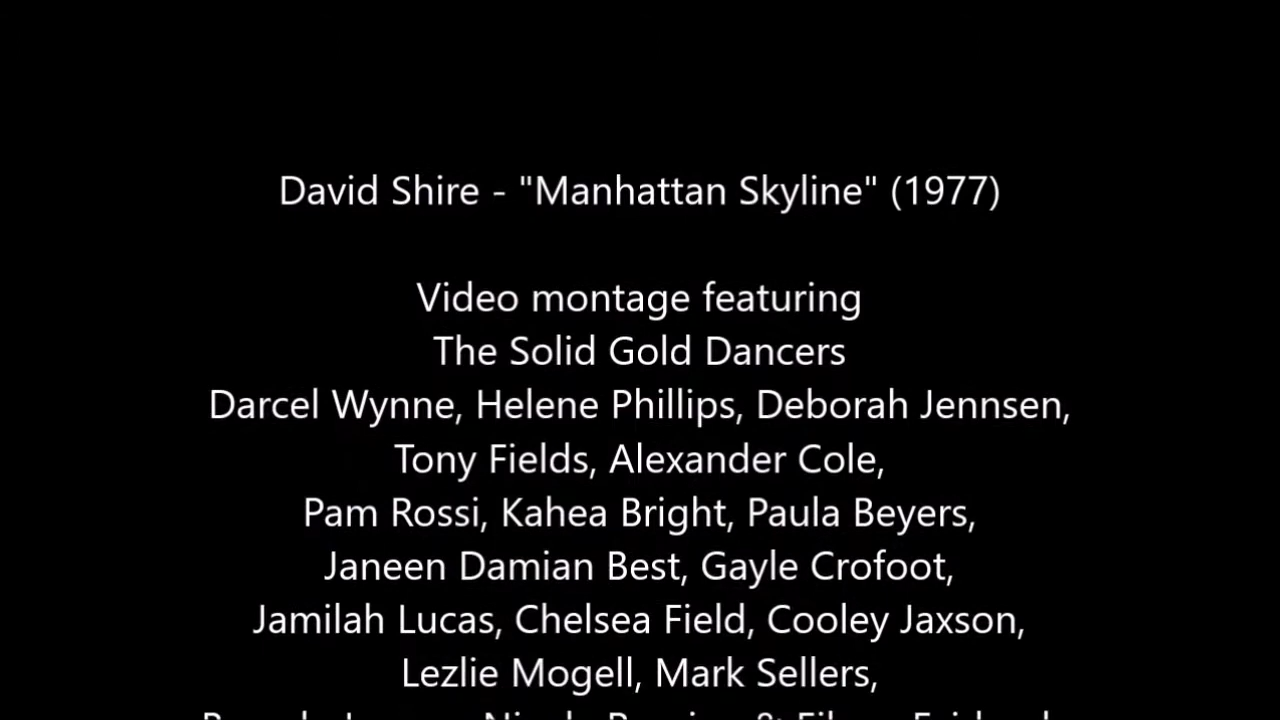 David Shire - "Manhattan Skyline" (1977)
Video montage featuring
The Solid Gold Dancers
Darcel Wynne, Helene Phillips, Deborah Jennsen,
Tony Fields, Alexander Cole,
Pam Rossi, Kahea Bright, Paula Beyers,
Janeen Damian Best, Gayle Crofoot,
Jamilah Lucas, Chelsea Field, Cooley Jaxson,
Lezlie Mogell, Mark Sellers,